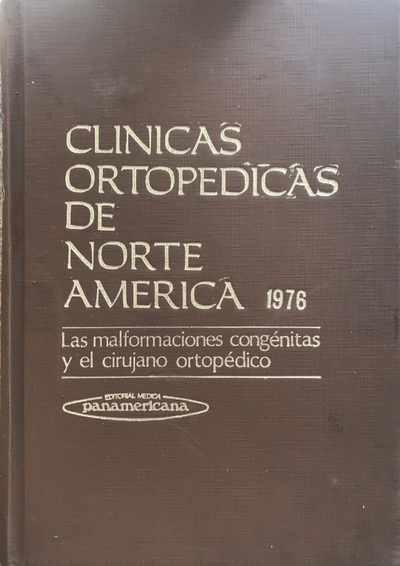 CLINICAS
ORTOPEDICAS
DE
NORTE
AMERICA 1976
Las malformaciones congénitas
y el cirujano ortopédico
EDITORIAL MEDICA
panamericana